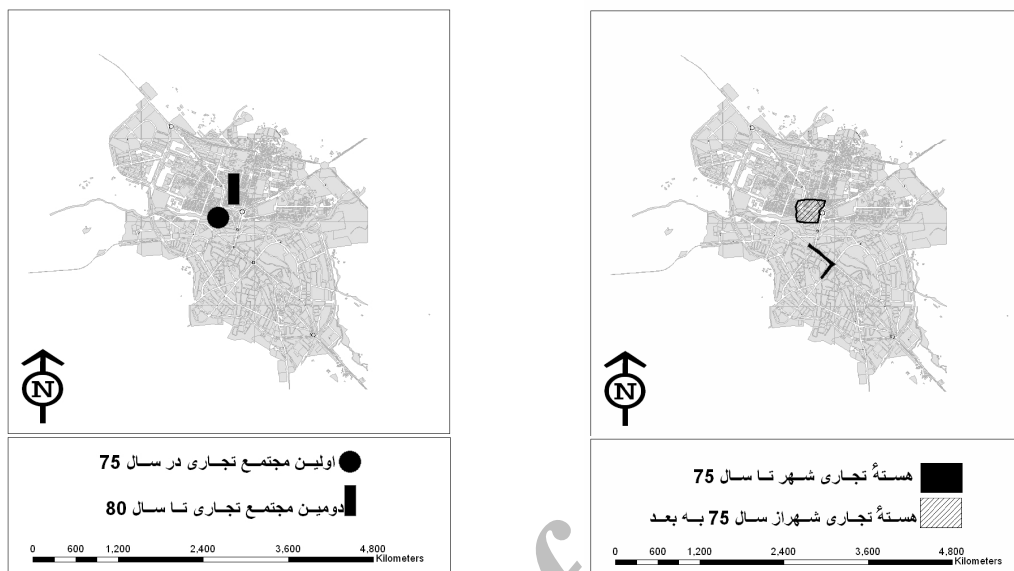 N
اولین مجتمع تجاری در سال 75
دومین مجتمع تجاری تا سال 80
0 600 1,200 2,400 3,600 4,800
Kilometers
N
هستهٔ تجاری شهر تا سال 75
هستهٔ تجاری شهراز سال 75 به بعد
0 600 1,200 2,400 3,600 4,800
Kilometers